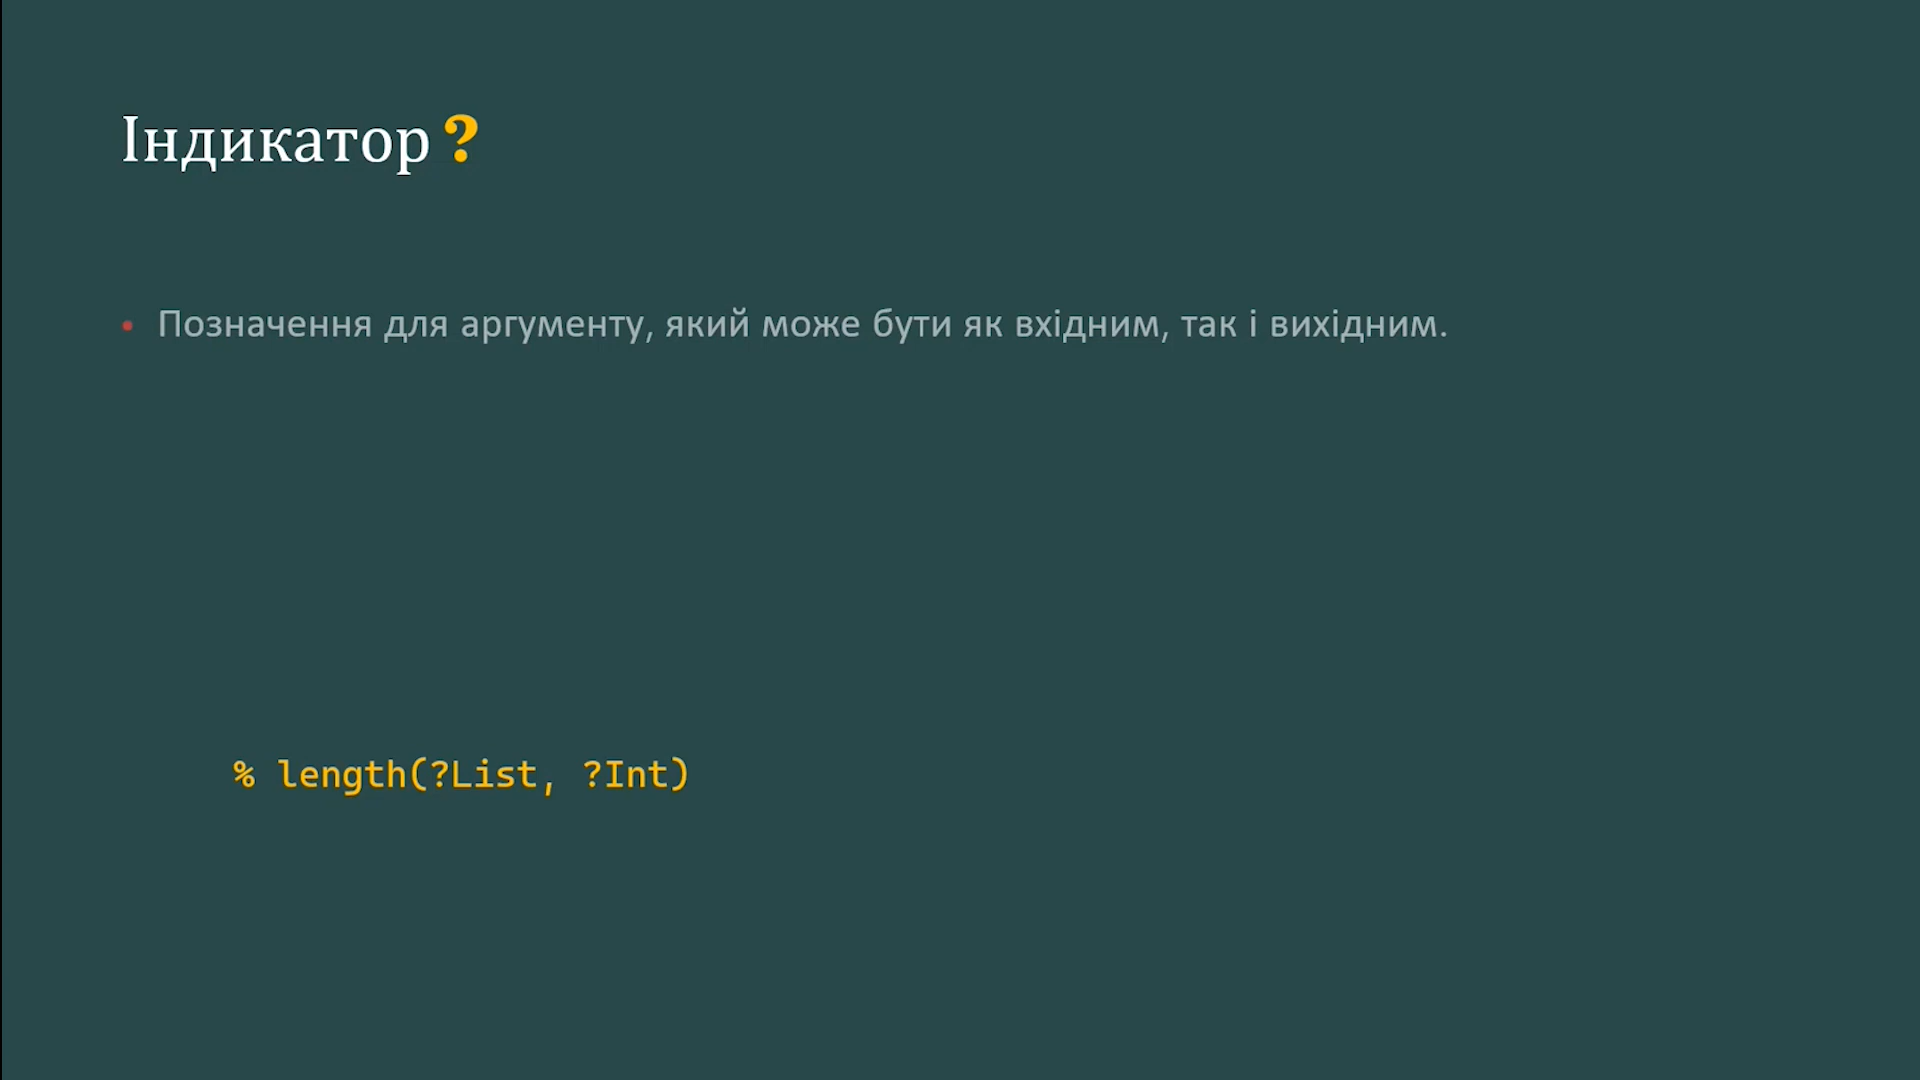 Індикатор ?
• Позначення для аргументу, який може бути як вхідним, так і вихідним.
% length(?List, ?Int)